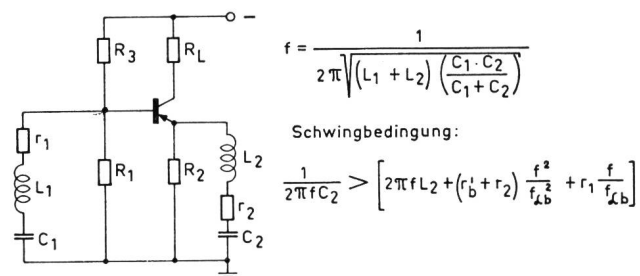 −
R3
RL
r1
L1
C1
R1
R2
L2
r2
C2
f = 1 / 2π√((L1 + L2) (C1 · C2 / C1 + C2))
Schwingbedingung:
1 / 2πfC2 > [2πfL2 + (r'b + r2) f² / fαb² + r1 f / fαb]